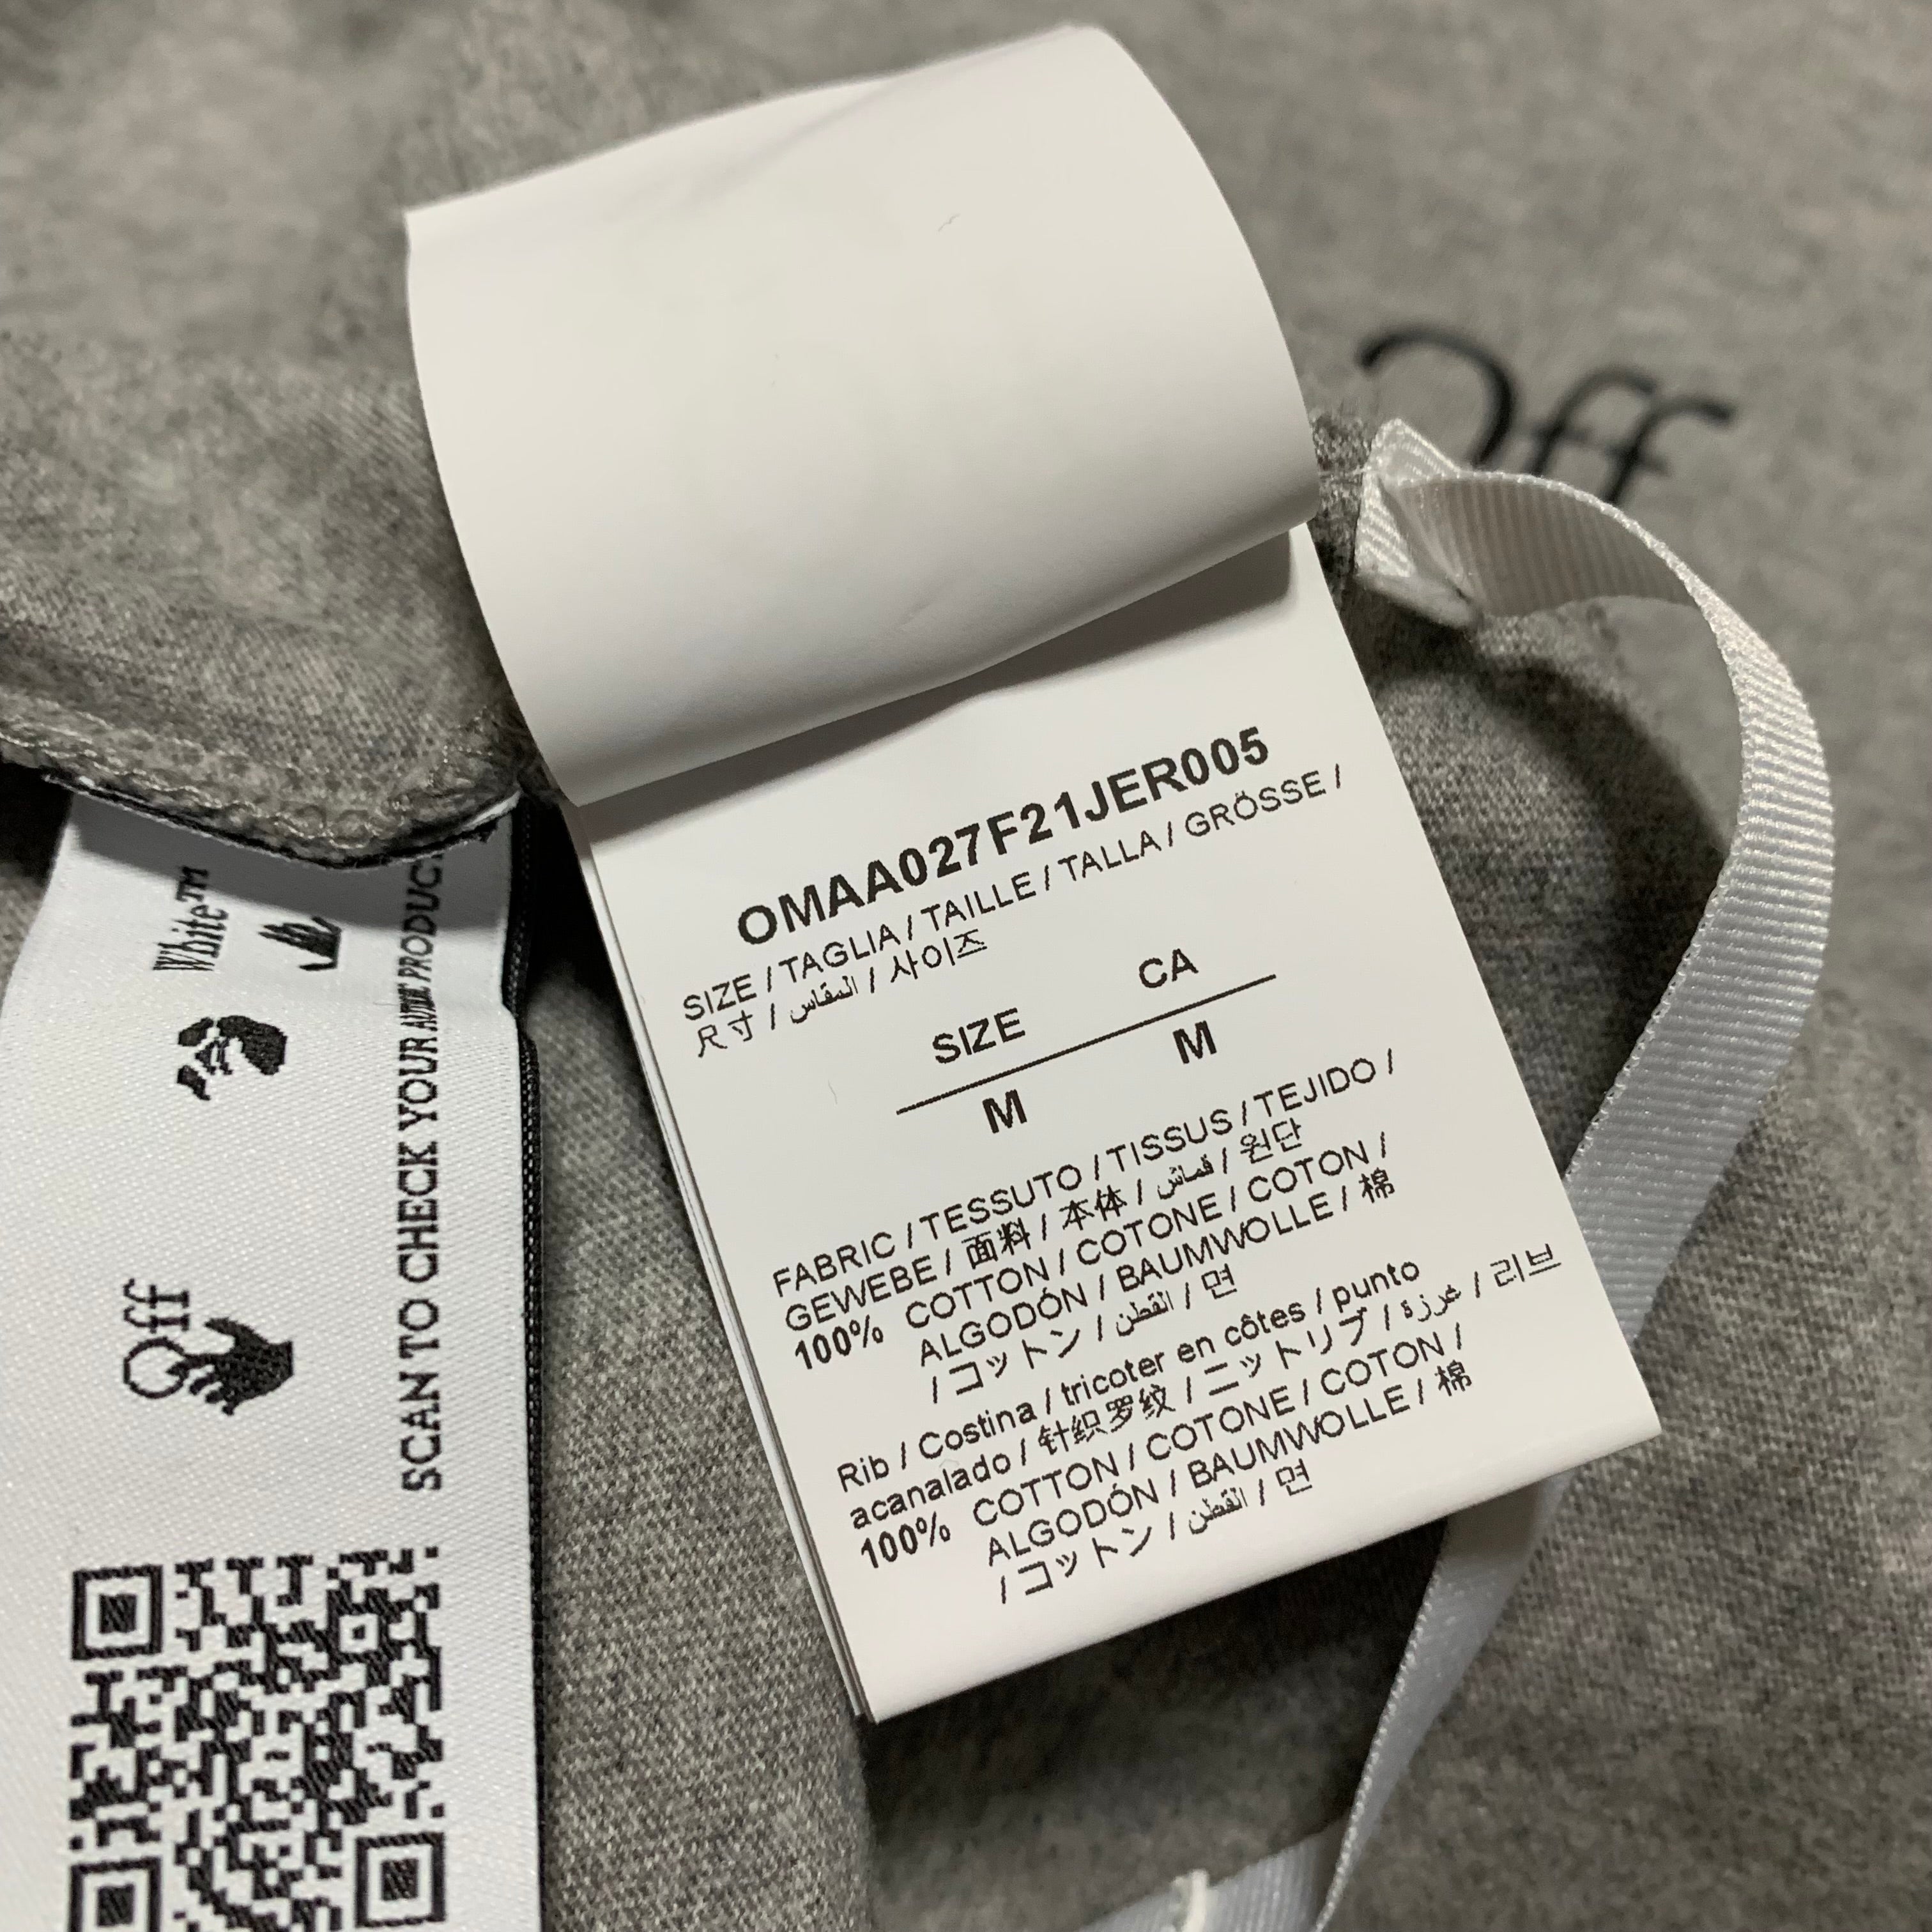 OMAA027F21JER005
SIZE / TAGLIA / TAILLE / TALLA / GRÖSSE /
尺寸 / المقاس / 사이즈
SIZE CA
M M
FABRIC / TESSUTO / TISSUS / TEJIDO /
GEWEBE / 面料 / 本体 / قماش / 원단
100% COTTON / COTONE / COTON /
ALGODÓN / BAUMWOLLE / 棉
/ コットン / القطن / 면
Rib / Costina / tricoter en côtes / punto
acanalado / 针织罗纹 / ニットリブ / غرزة / 리브
100% COTTON / COTONE / COTON /
ALGODÓN / BAUMWOLLE / 棉
/ コットン / القطن / 면
Off White™
SCAN TO CHECK YOUR PRODUCT
Off